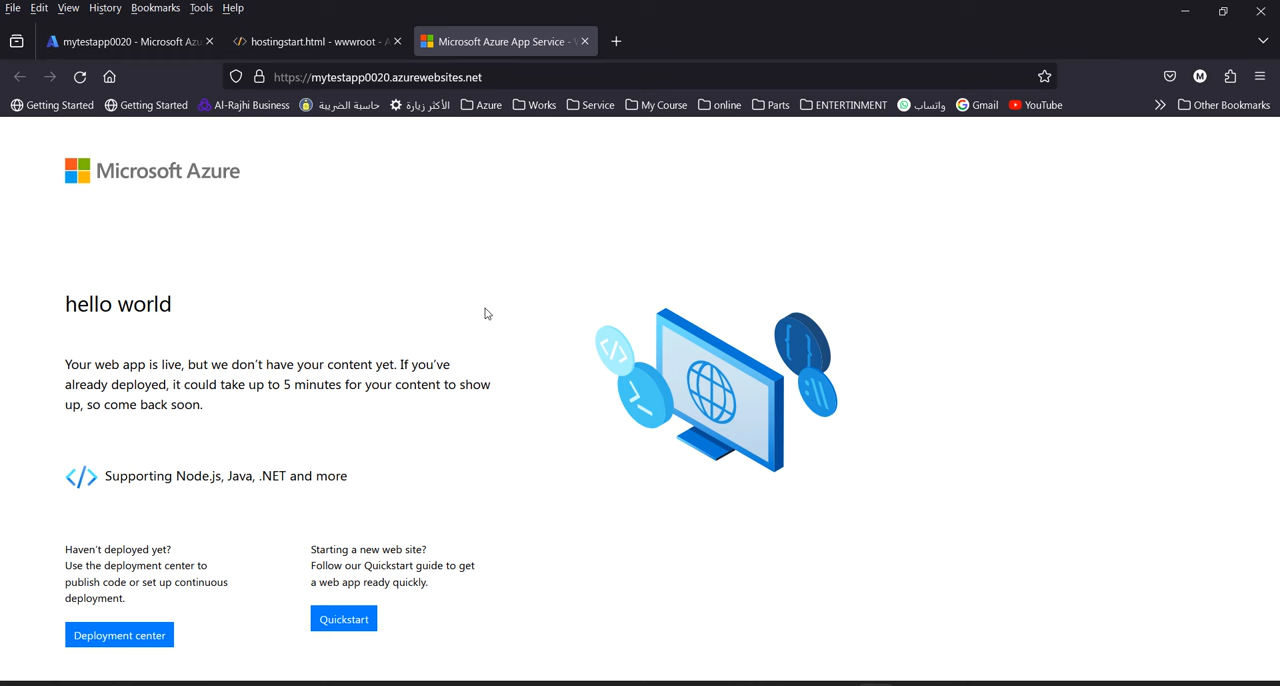 File Edit View History Bookmarks Tools Help
mytestapp0020 - Microsoft Az
hostingstart.html - wwwroot -
Microsoft Azure App Service -
https://mytestapp0020.azurewebsites.net
M
Getting Started Getting Started Al-Rajhi Business حاسبة الضريبة الأكثر زيارة Azure Works Service My Course online Parts ENTERTINMENT واتساب Gmail YouTube Other Bookmarks
Microsoft Azure
hello world
Your web app is live, but we don't have your content yet. If you've
already deployed, it could take up to 5 minutes for your content to show
up, so come back soon.
</> Supporting Node.js, Java, .NET and more
Haven't deployed yet?
Use the deployment center to
publish code or set up continuous
deployment.
Deployment center
Starting a new web site?
Follow our Quickstart guide to get
a web app ready quickly.
Quickstart